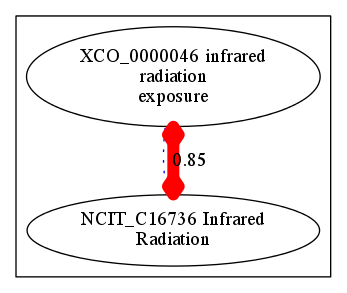 XCO_0000046 infrared
radiation
exposure
0.85
NCIT_C16736 Infrared
Radiation